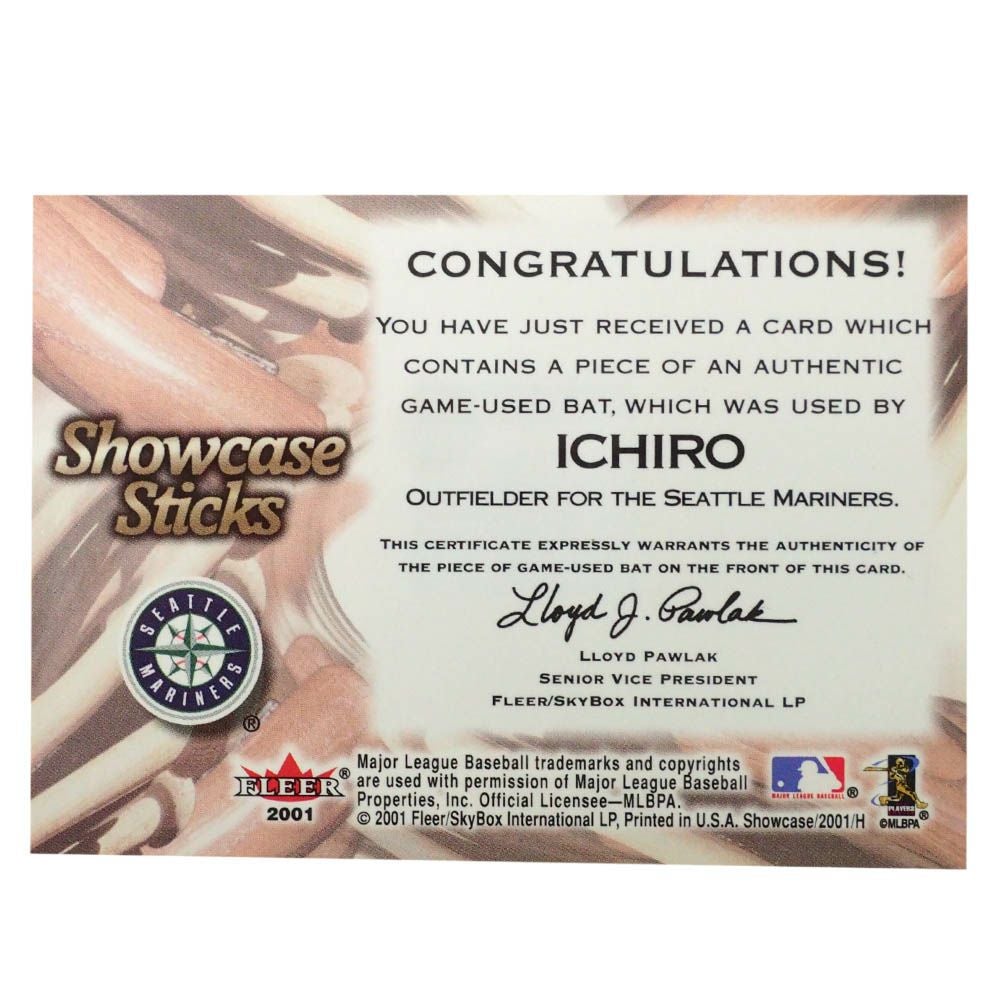 CONGRATULATIONS!
YOU HAVE JUST RECEIVED A CARD WHICH
CONTAINS A PIECE OF AN AUTHENTIC
GAME-USED BAT, WHICH WAS USED BY
ICHIRO
OUTFIELDER FOR THE SEATTLE MARINERS.
THIS CERTIFICATE EXPRESSLY WARRANTS THE AUTHENTICITY OF
THE PIECE OF GAME-USED BAT ON THE FRONT OF THIS CARD.
Lloyd J. Pawlak
LLOYD PAWLAK
SENIOR VICE PRESIDENT
FLEER/SKYBOX INTERNATIONAL LP
Showcase
Sticks
SEATTLE
MARINERS
®
FLEER®
2001
Major League Baseball trademarks and copyrights
are used with permission of Major League Baseball
Properties, Inc. Official Licensee—MLBPA.
© 2001 Fleer/SkyBox International LP, Printed in U.S.A. Showcase/2001/H
MAJOR LEAGUE BASEBALL®
PLAYERS
©MLBPA®